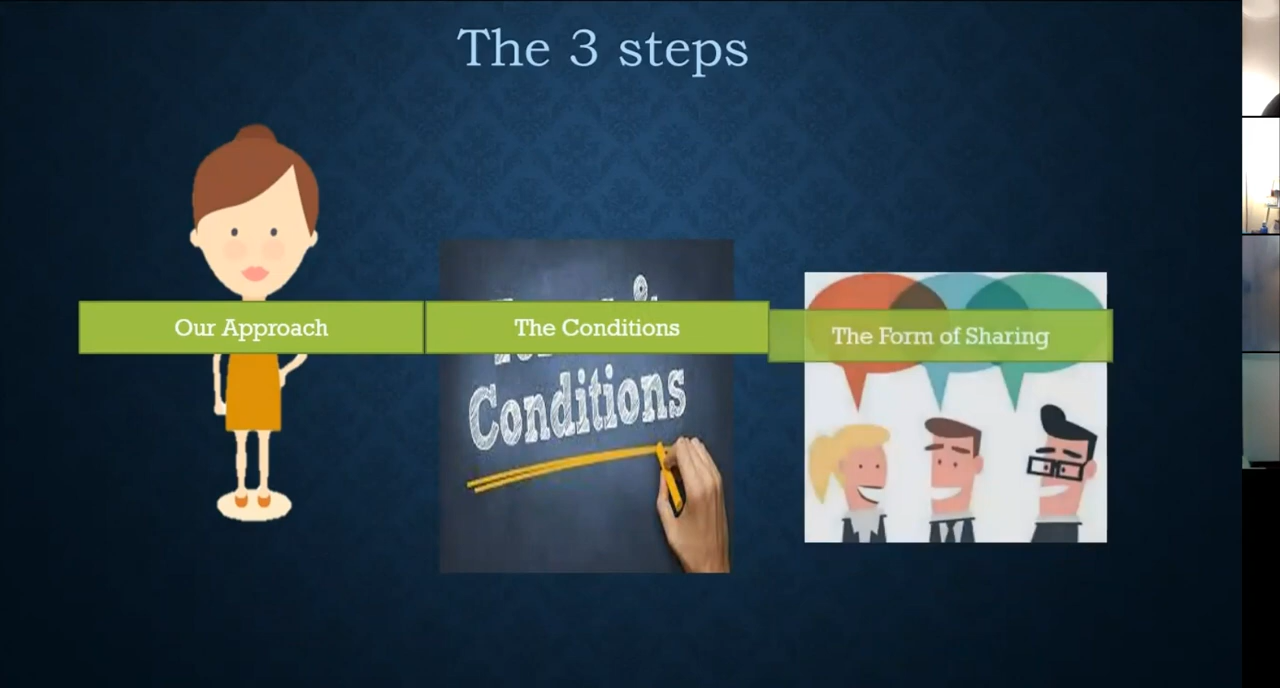 The 3 steps
Our Approach
The Conditions
The Form of Sharing
Conditions